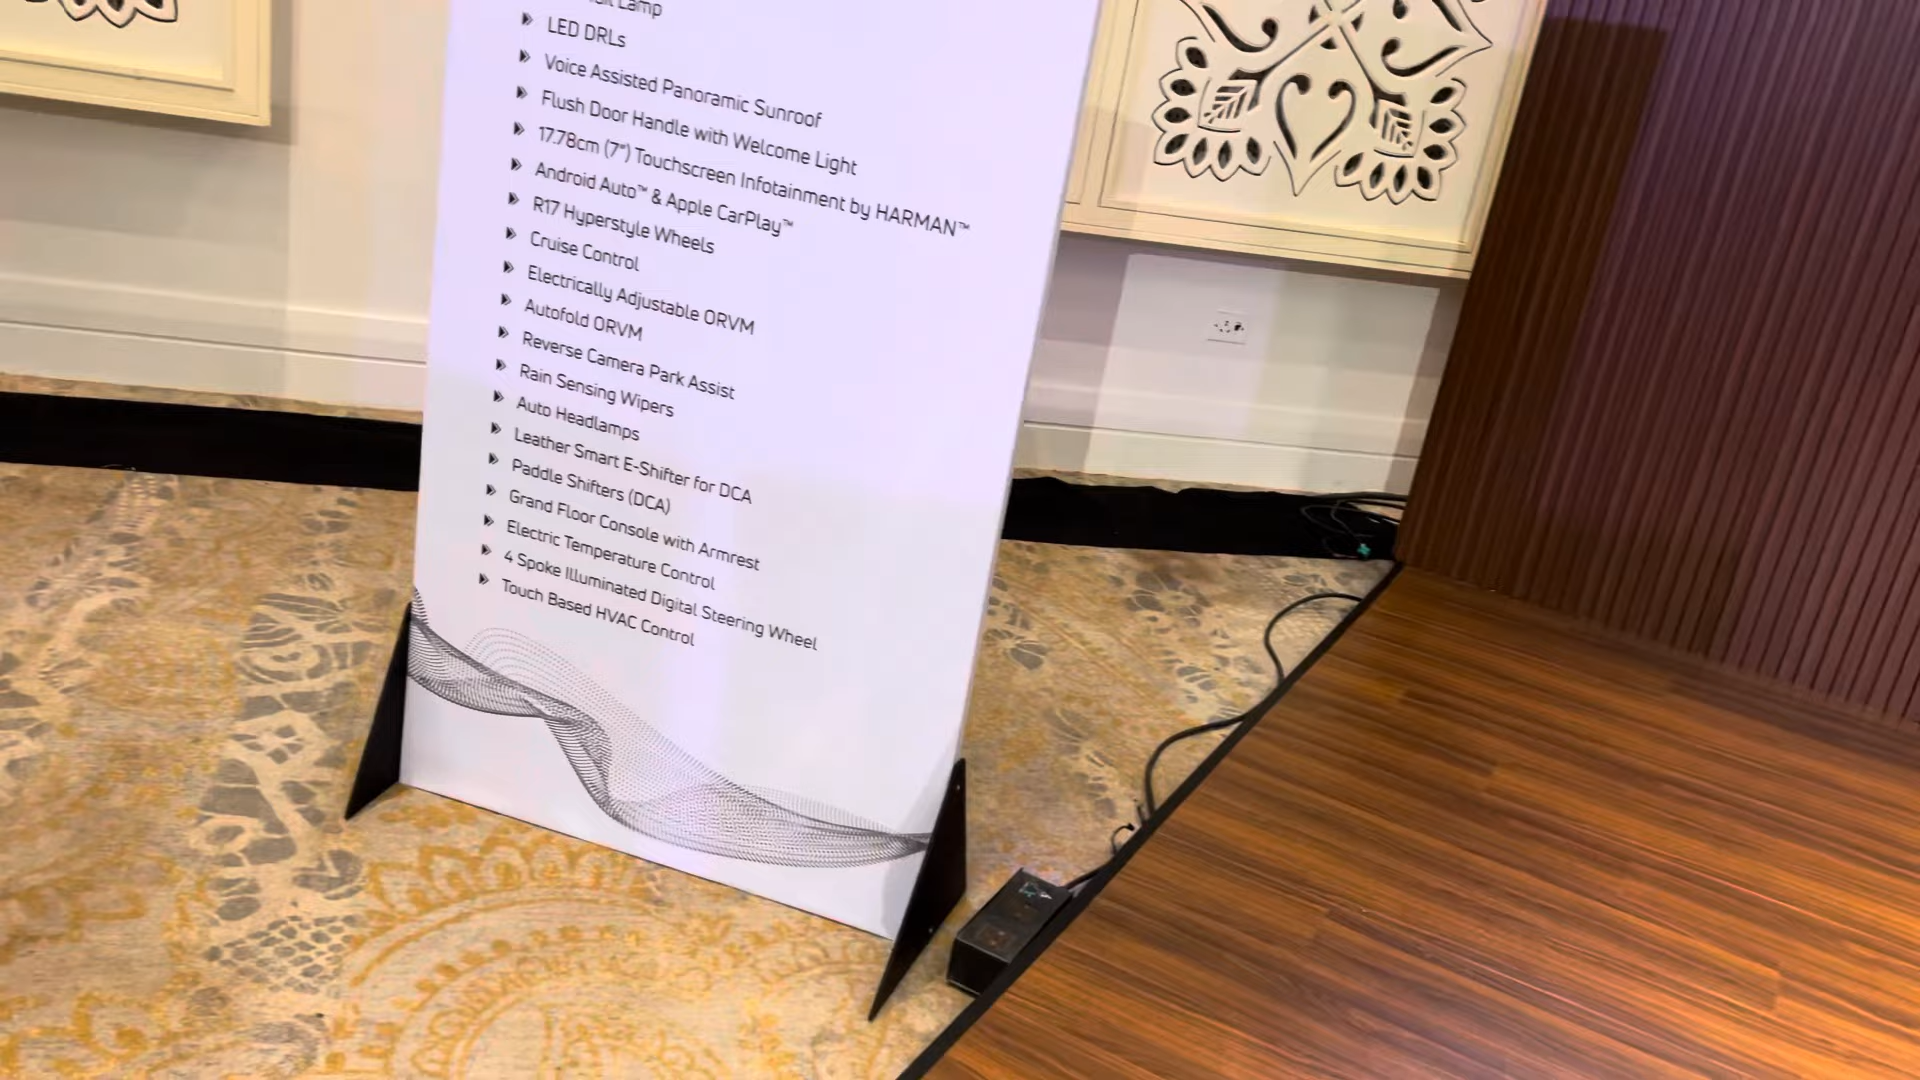 Lamp
LED DRLs
Voice Assisted Panoramic Sunroof
Flush Door Handle with Welcome Light
17.78cm (7") Touchscreen Infotainment by HARMAN™
Android Auto™ & Apple CarPlay™
R17 Hyperstyle Wheels
Cruise Control
Electrically Adjustable ORVM
Autofold ORVM
Reverse Camera Park Assist
Rain Sensing Wipers
Auto Headlamps
Leather Smart E-Shifter for DCA
Paddle Shifters (DCA)
Grand Floor Console with Armrest
Electric Temperature Control
4 Spoke Illuminated Digital Steering Wheel
Touch Based HVAC Control